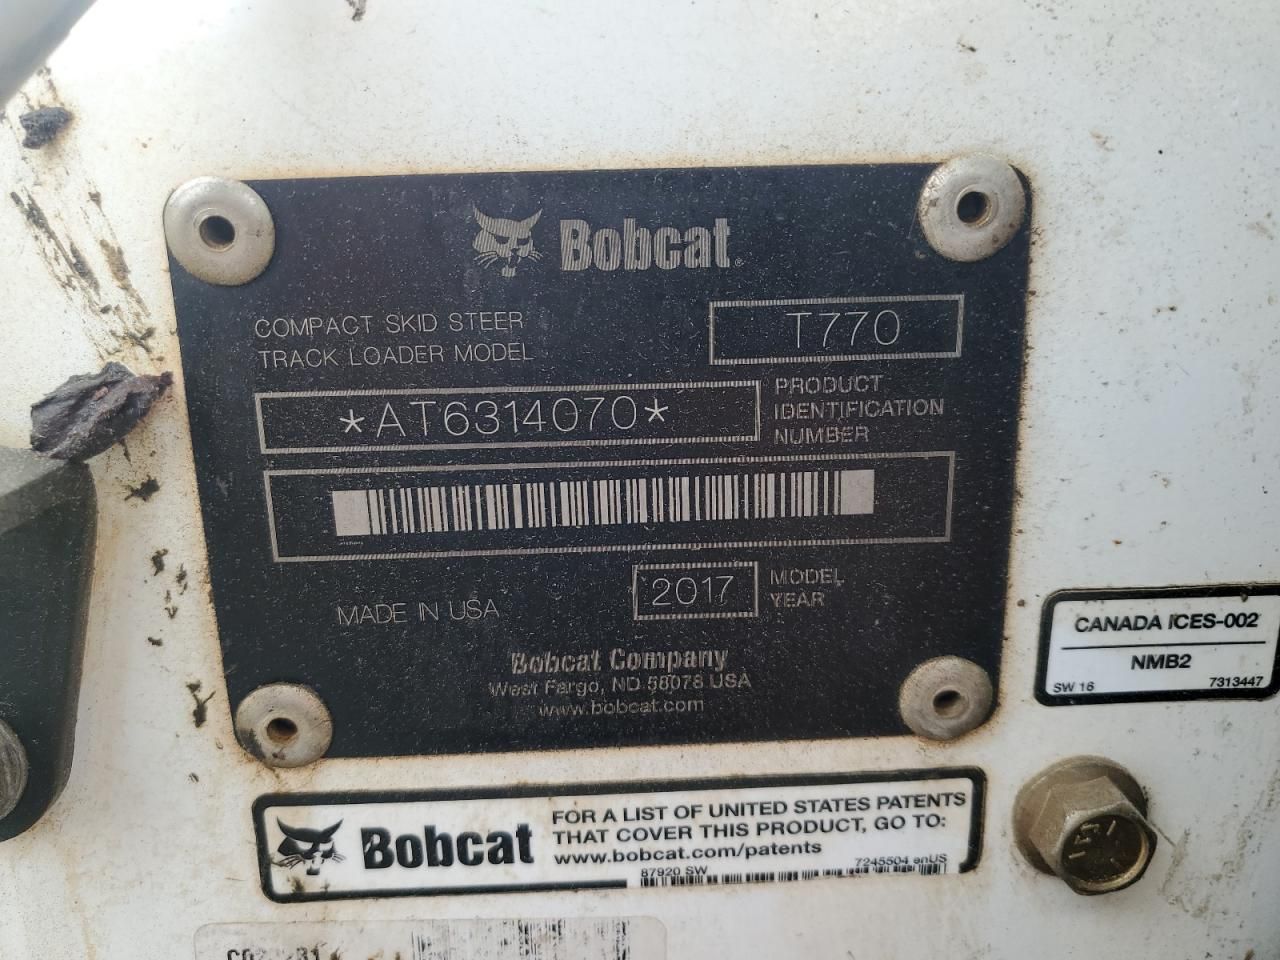 Bobcat®
COMPACT SKID STEER
TRACK LOADER MODEL
T770
*AT6314070*
PRODUCT
IDENTIFICATION
NUMBER
MADE IN USA
2017
MODEL
YEAR
Bobcat Company
West Fargo, ND 58078 USA
www.bobcat.com
CANADA ICES-002
NMB2
SW 16 7313447
Bobcat
FOR A LIST OF UNITED STATES PATENTS
THAT COVER THIS PRODUCT, GO TO:
www.bobcat.com/patents
87920 SW 7245504 enUS